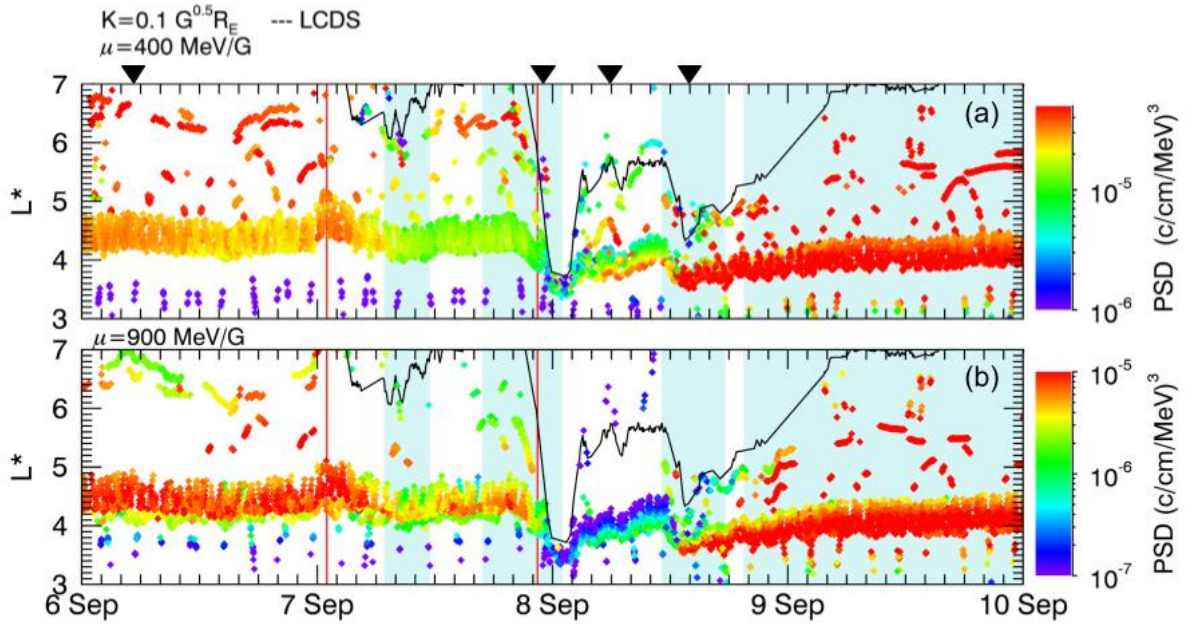 K=0.1 G^0.5 R_E --- LCDS
μ=400 MeV/G
(a)
7
6
5
4
3
L*
10^-5
10^-6
PSD (c/cm/MeV)^3
μ=900 MeV/G
(b)
7
6
5
4
3
L*
10^-5
10^-6
10^-7
PSD (c/cm/MeV)^3
6 Sep 7 Sep 8 Sep 9 Sep 10 Sep